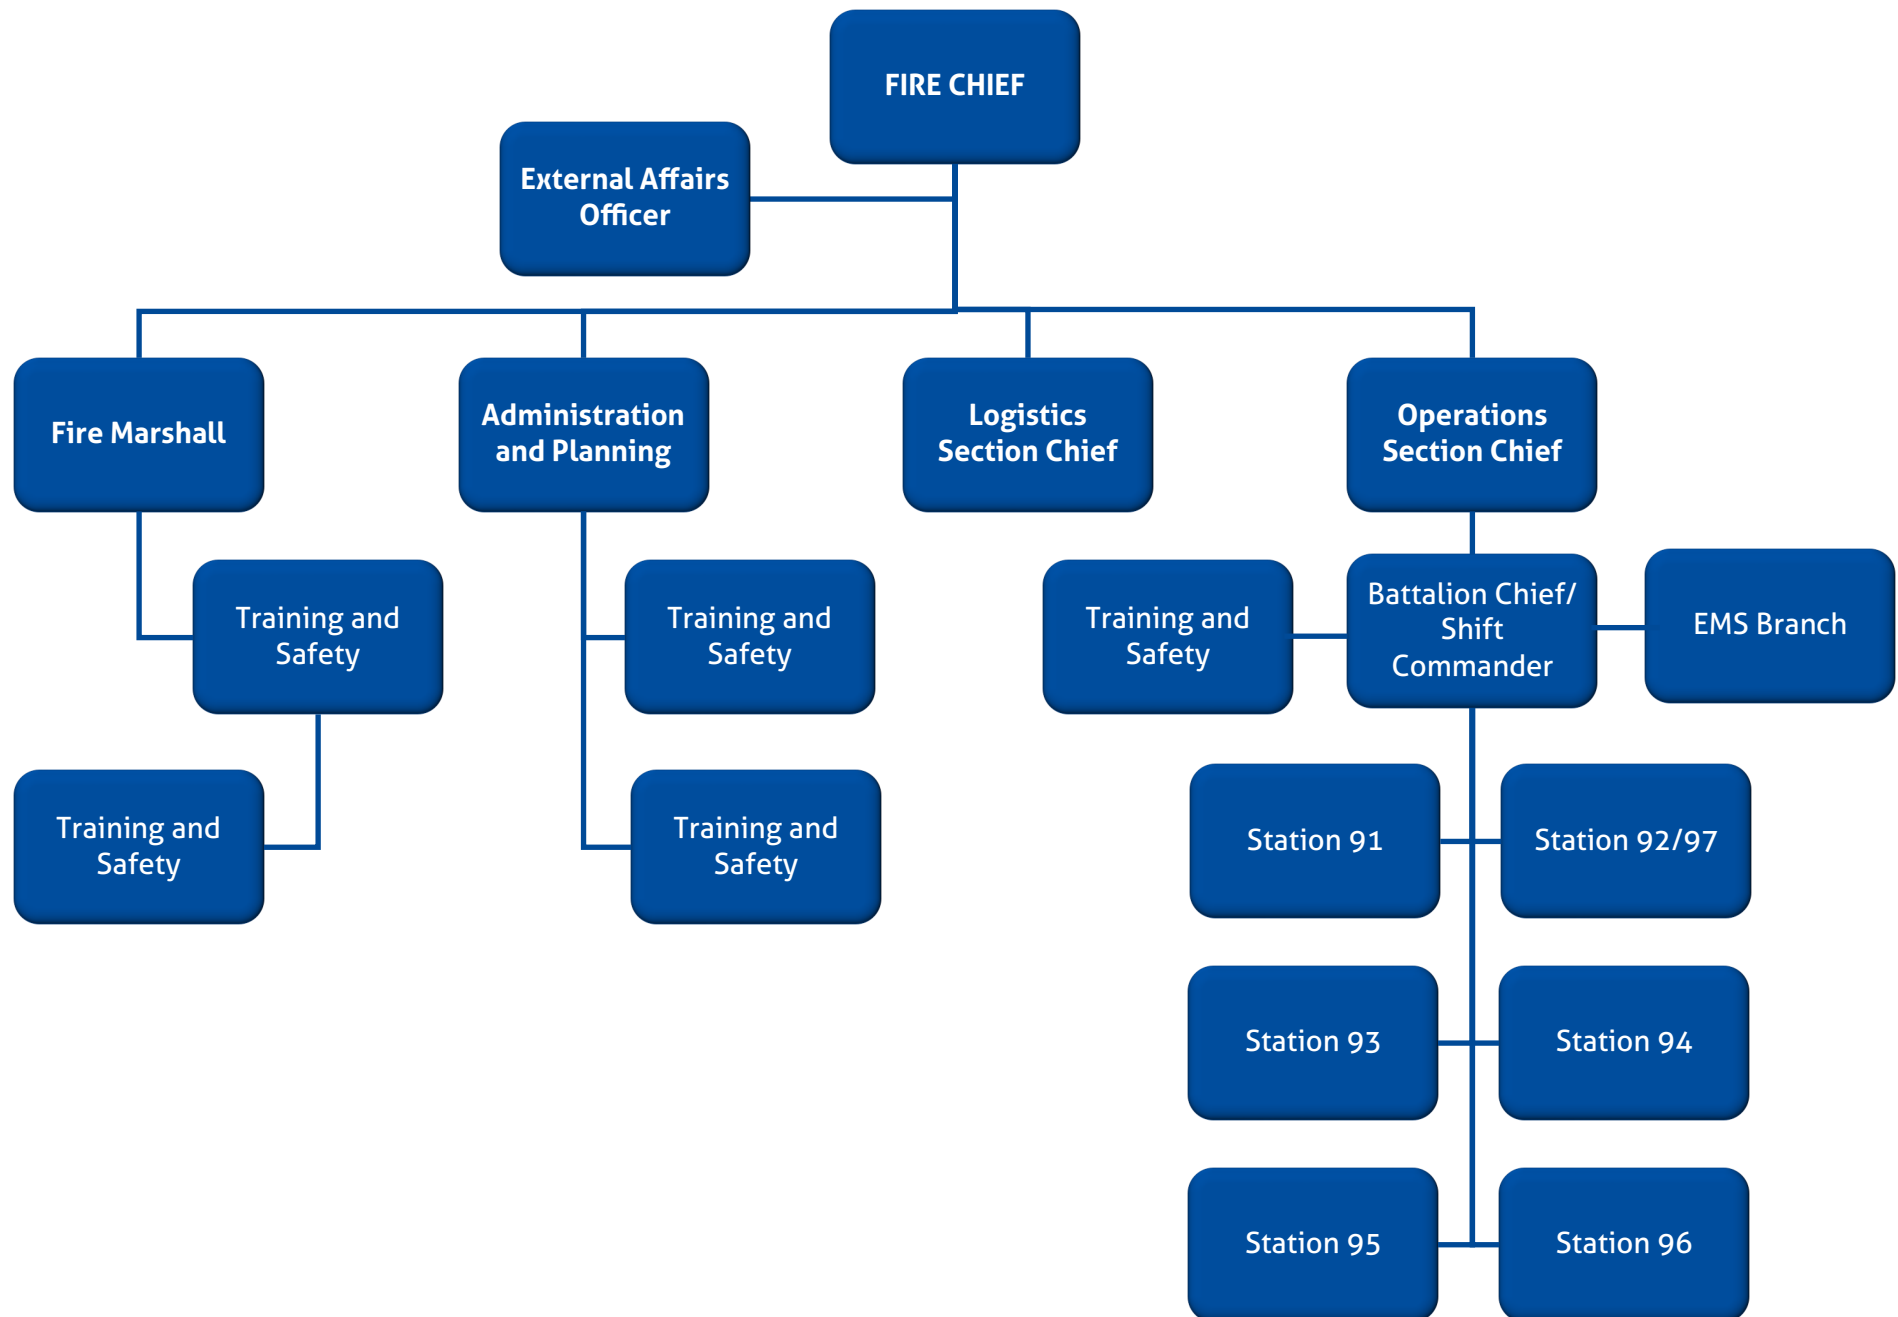 FIRE CHIEF
External Affairs
Officer
Fire Marshall
Administration
and Planning
Logistics
Section Chief
Operations
Section Chief
Training and
Safety
Training and
Safety
Training and
Safety
Battalion Chief/
Shift
Commander
EMS Branch
Training and
Safety
Training and
Safety
Station 91
Station 92/97
Station 93
Station 94
Station 95
Station 96